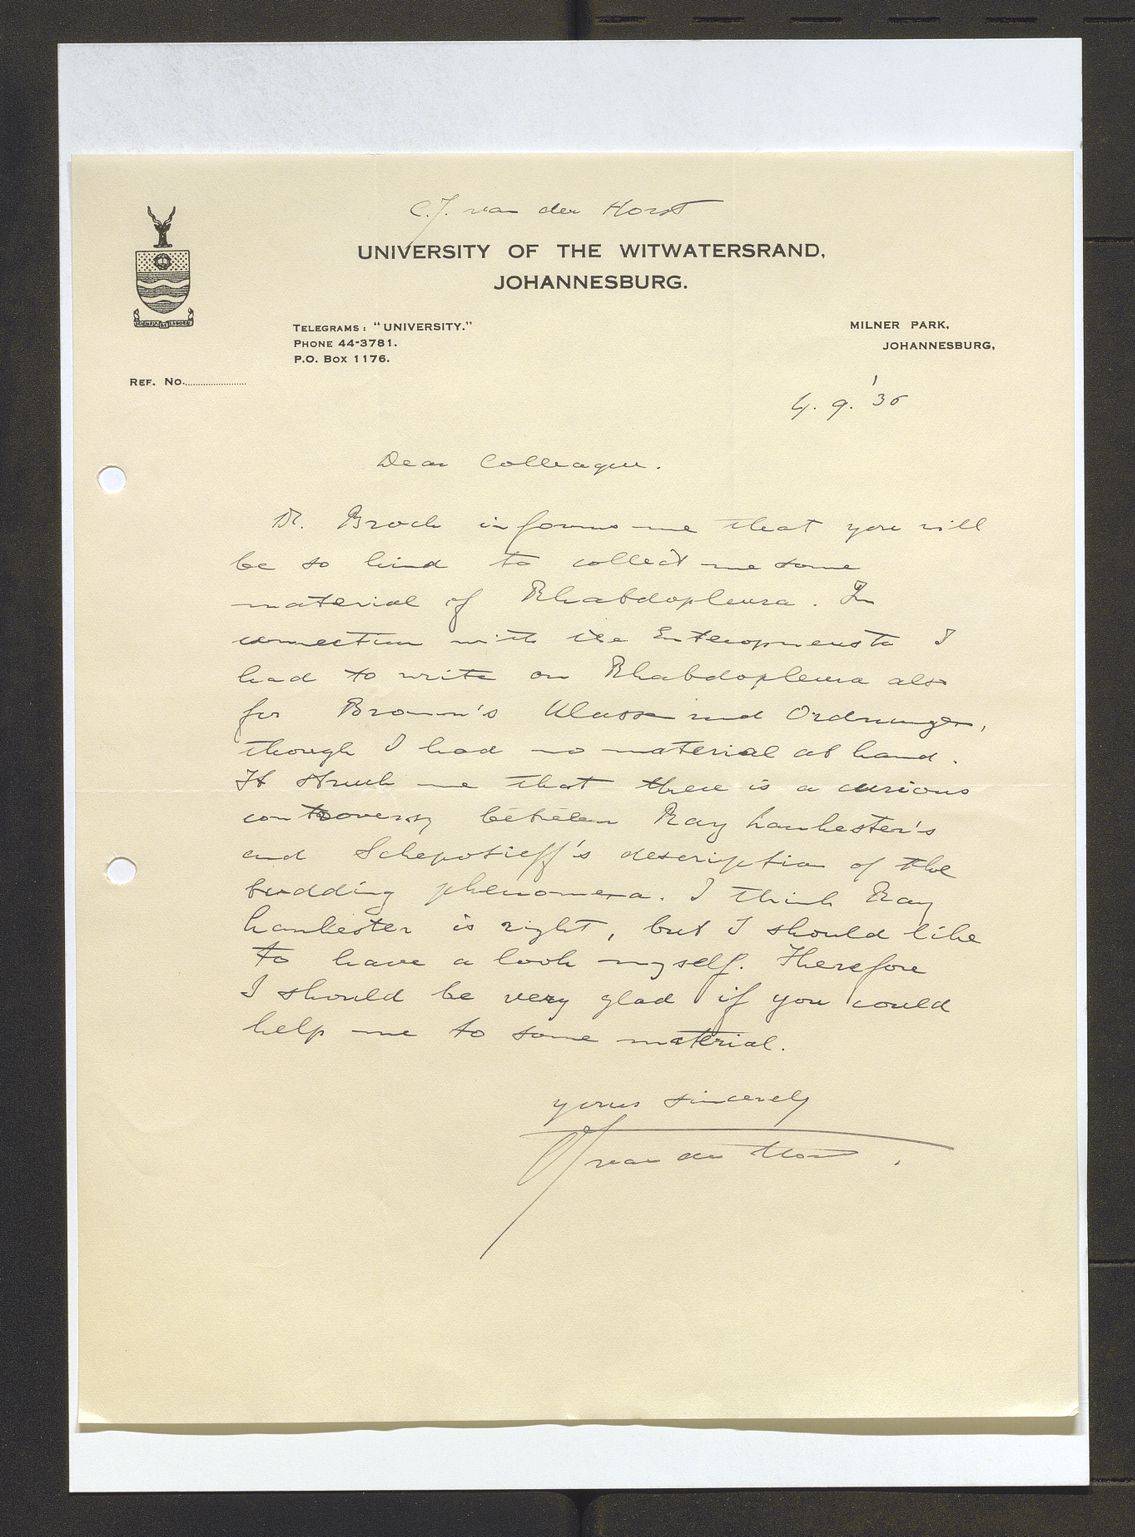 C.J. van der Horst
UNIVERSITY OF THE WITWATERSRAND,
JOHANNESBURG.
TELEGRAMS: "UNIVERSITY."
PHONE 44-3781.
P.O. BOX 1176.
MILNER PARK,
JOHANNESBURG,
REF. No.
4. 9. '36
Dear Colleague.
Dr. Broch informs me that you will
be so kind to collect me some
material of Rhabdopleura. In
connection with the Enteropneusta I
had to write on Rhabdopleura also
for Bronn's Klassen und Ordnungen,
though I had no material at hand.
It struck me that there is a curious
controversy between Ray Lankester's
and Schepotieff's description of the
budding phenomena. I think Ray
Lankester is right, but I should like
to have a look myself. Therefore
I should be very glad if you could
help me to some material.
yours sincerely
CJ van der Horst.